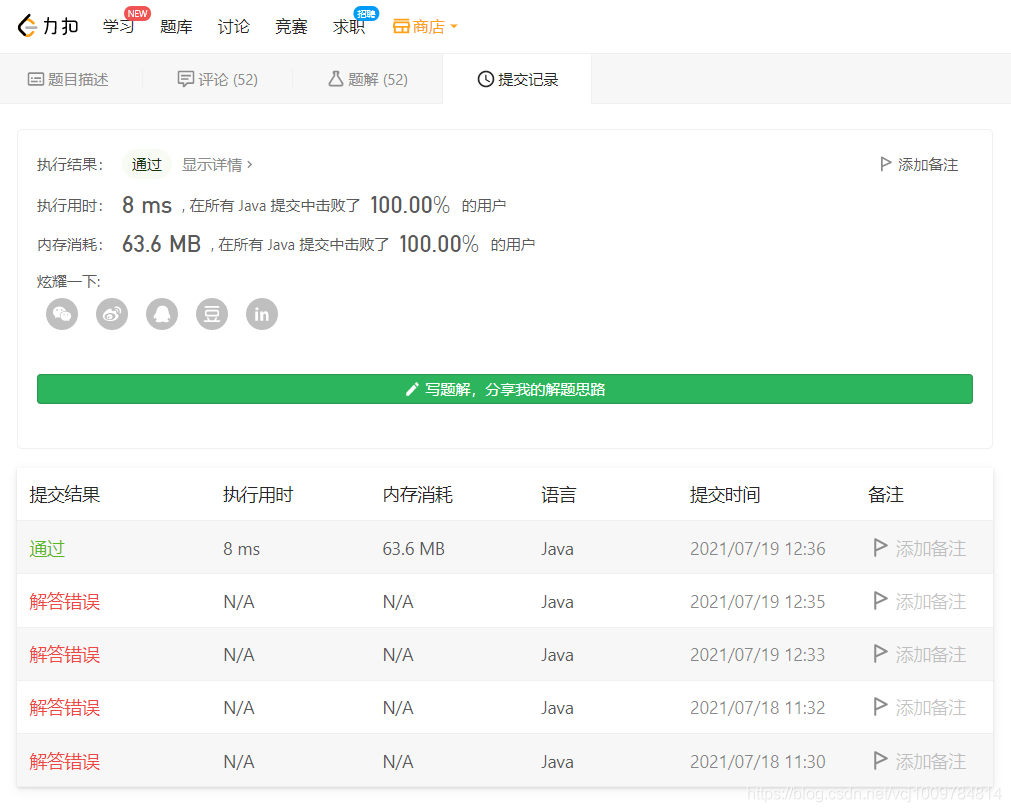 力扣 学习 NEW 题库 讨论 竞赛 求职 招聘 商店
题目描述 评论 (52) 题解 (52) 提交记录
执行结果： 通过 显示详情 › 添加备注
执行用时： 8 ms , 在所有 Java 提交中击败了 100.00% 的用户
内存消耗： 63.6 MB , 在所有 Java 提交中击败了 100.00% 的用户
炫耀一下:
豆 in
写题解，分享我的解题思路
提交结果 执行用时 内存消耗 语言 提交时间 备注
通过 8 ms 63.6 MB Java 2021/07/19 12:36 添加备注
解答错误 N/A N/A Java 2021/07/19 12:35 添加备注
解答错误 N/A N/A Java 2021/07/19 12:33 添加备注
解答错误 N/A N/A Java 2021/07/18 11:32 添加备注
解答错误 N/A N/A Java 2021/07/18 11:30 添加备注
https://blog.csdn.net/vcj1009784814